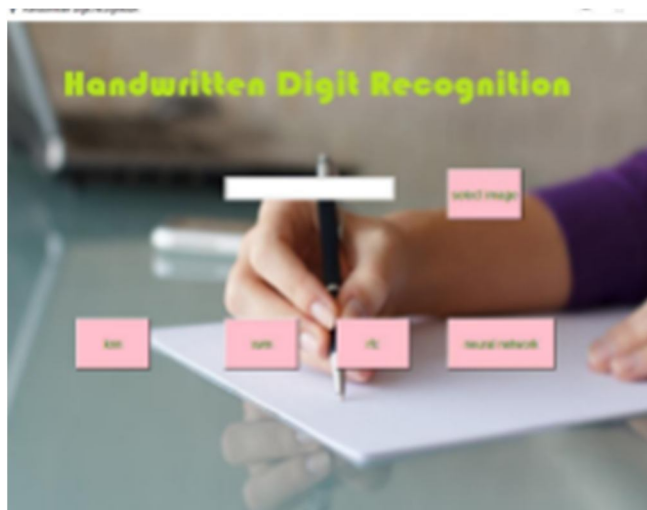 Handwritten Digit Recognition
select image
knn
svm
rfc
neural network